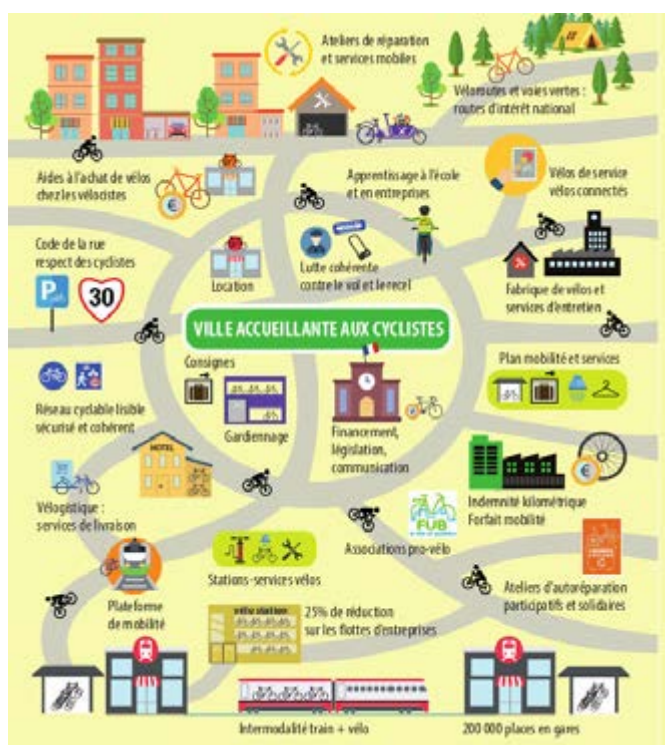 Ateliers de réparation
et services mobiles
Véloroutes et voies vertes :
routes d'intérêt national
Aides à l'achat de vélos
chez les vélocistes
Apprentissage à l'école
et en entreprises
Vélos de service
vélos connectés
Code de la rue
respect des cyclistes
P
30
Location
Lutte cohérente
contre le vol et le recel
Fabrique de vélos et
services d'entretien
VILLE ACCUEILLANTE AUX CYCLISTES
Consignes
Plan mobilité et services
Réseau cyclable lisible
sécurisé et cohérent
Gardiennage
Financement,
législation,
communication
HOTEL
Vélogistique :
services de livraison
Indemnité kilométrique
Forfait mobilité
FUB
Associations pro-vélo
Stations-services vélos
Ateliers d'autoréparation
participatifs et solidaires
Plateforme
de mobilité
vélo station
25% de réduction
sur les flottes d'entreprises
Intermodalité train + vélo
200 000 places en gares